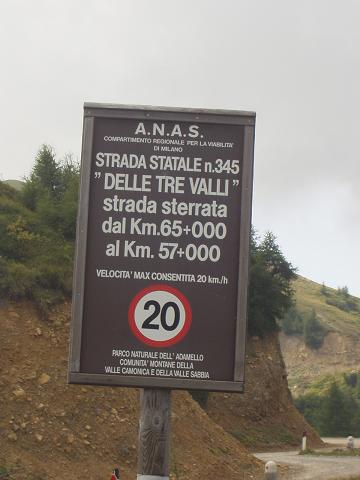 A.N.A.S.
COMPARTIMENTO REGIONALE PER LA VIABILITA'
DI MILANO
STRADA STATALE n.345
" DELLE TRE VALLI "
strada sterrata
dal Km.65+000
al Km. 57+000
VELOCITA' MAX CONSENTITA 20 km./h
20
PARCO NATURALE DELL' ADAMELLO
COMUNITA' MONTANE DELLA
VALLE CAMONICA E DELLA VALLE SABBIA